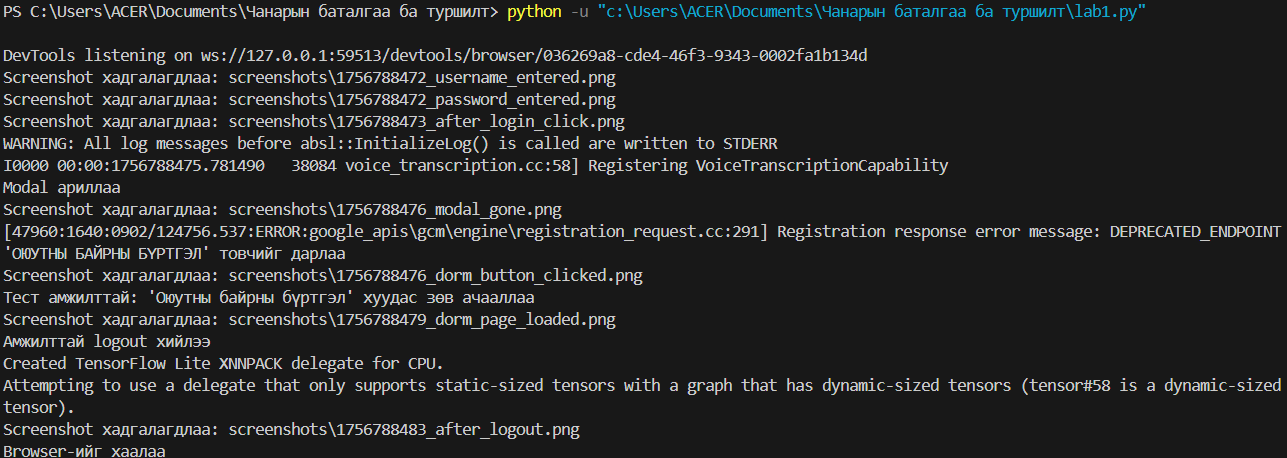 PS C:\Users\ACER\Documents\Чанарын баталгаа ба туршилт> python -u "c:\Users\ACER\Documents\Чанарын баталгаа ба туршилт\lab1.py"
DevTools listening on ws://127.0.0.1:59513/devtools/browser/036269a8-cde4-46f3-9343-0002fa1b134d
Screenshot хадгалагдлаа: screenshots\1756788472_username_entered.png
Screenshot хадгалагдлаа: screenshots\1756788472_password_entered.png
Screenshot хадгалагдлаа: screenshots\1756788473_after_login_click.png
WARNING: All log messages before absl::InitializeLog() is called are written to STDERR
I0000 00:00:1756788475.781490   38084 voice_transcription.cc:58] Registering VoiceTranscriptionCapability
Modal ариллаа
Screenshot хадгалагдлаа: screenshots\1756788476_modal_gone.png
[47960:1640:0902/124756.537:ERROR:google_apis\gcm\engine\registration_request.cc:291] Registration response error message: DEPRECATED_ENDPOINT
'ОЮУТНЫ БАЙРНЫ БҮРТГЭЛ' товчийг дарлаа
Screenshot хадгалагдлаа: screenshots\1756788476_dorm_button_clicked.png
Тест амжилттай: 'Оюутны байрны бүртгэл' хуудас зөв ачааллаа
Screenshot хадгалагдлаа: screenshots\1756788479_dorm_page_loaded.png
Амжилттай logout хийлээ
Created TensorFlow Lite XNNPACK delegate for CPU.
Attempting to use a delegate that only supports static-sized tensors with a graph that has dynamic-sized tensors (tensor#58 is a dynamic-sized
tensor).
Screenshot хадгалагдлаа: screenshots\1756788483_after_logout.png
Browser-ийг хаалаа